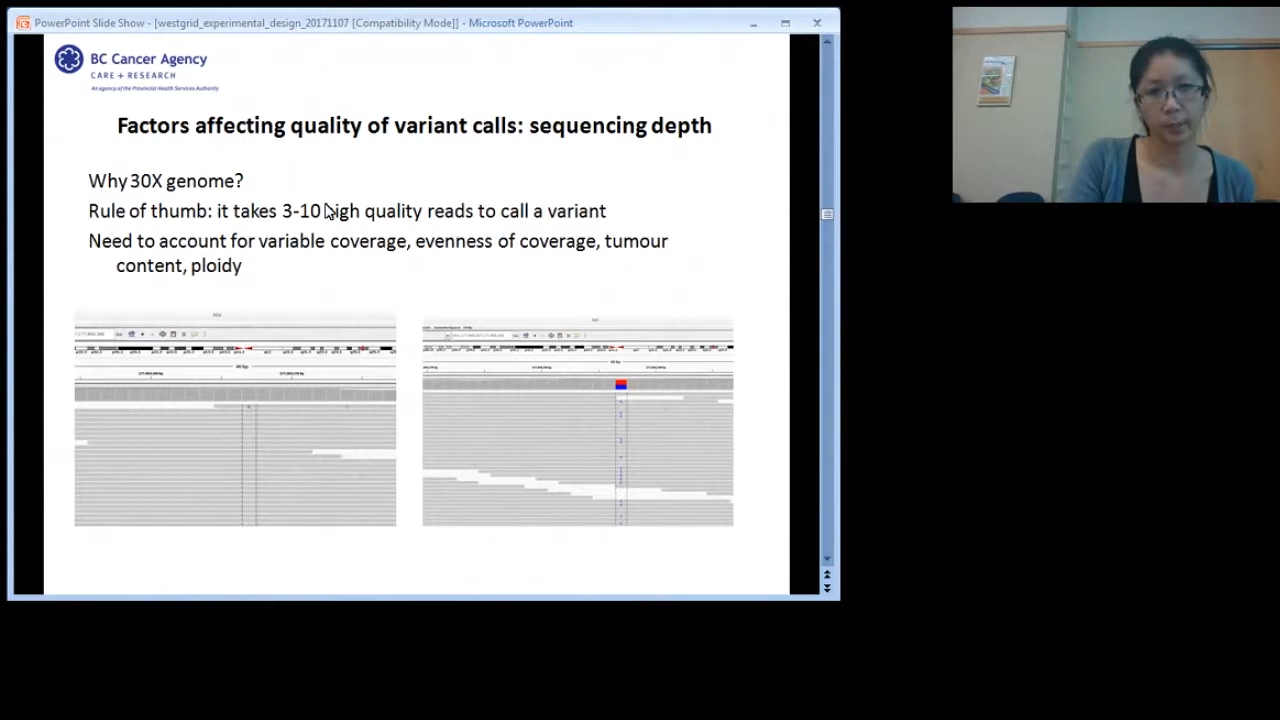 PowerPoint Slide Show - [westgrid_experimental_design_20171107 [Compatibility Mode]] - Microsoft PowerPoint
BC Cancer Agency
CARE + RESEARCH
An agency of the Provincial Health Services Authority
Factors affecting quality of variant calls: sequencing depth
Why 30X genome?
Rule of thumb: it takes 3-10 high quality reads to call a variant
Need to account for variable coverage, evenness of coverage, tumour
content, ploidy